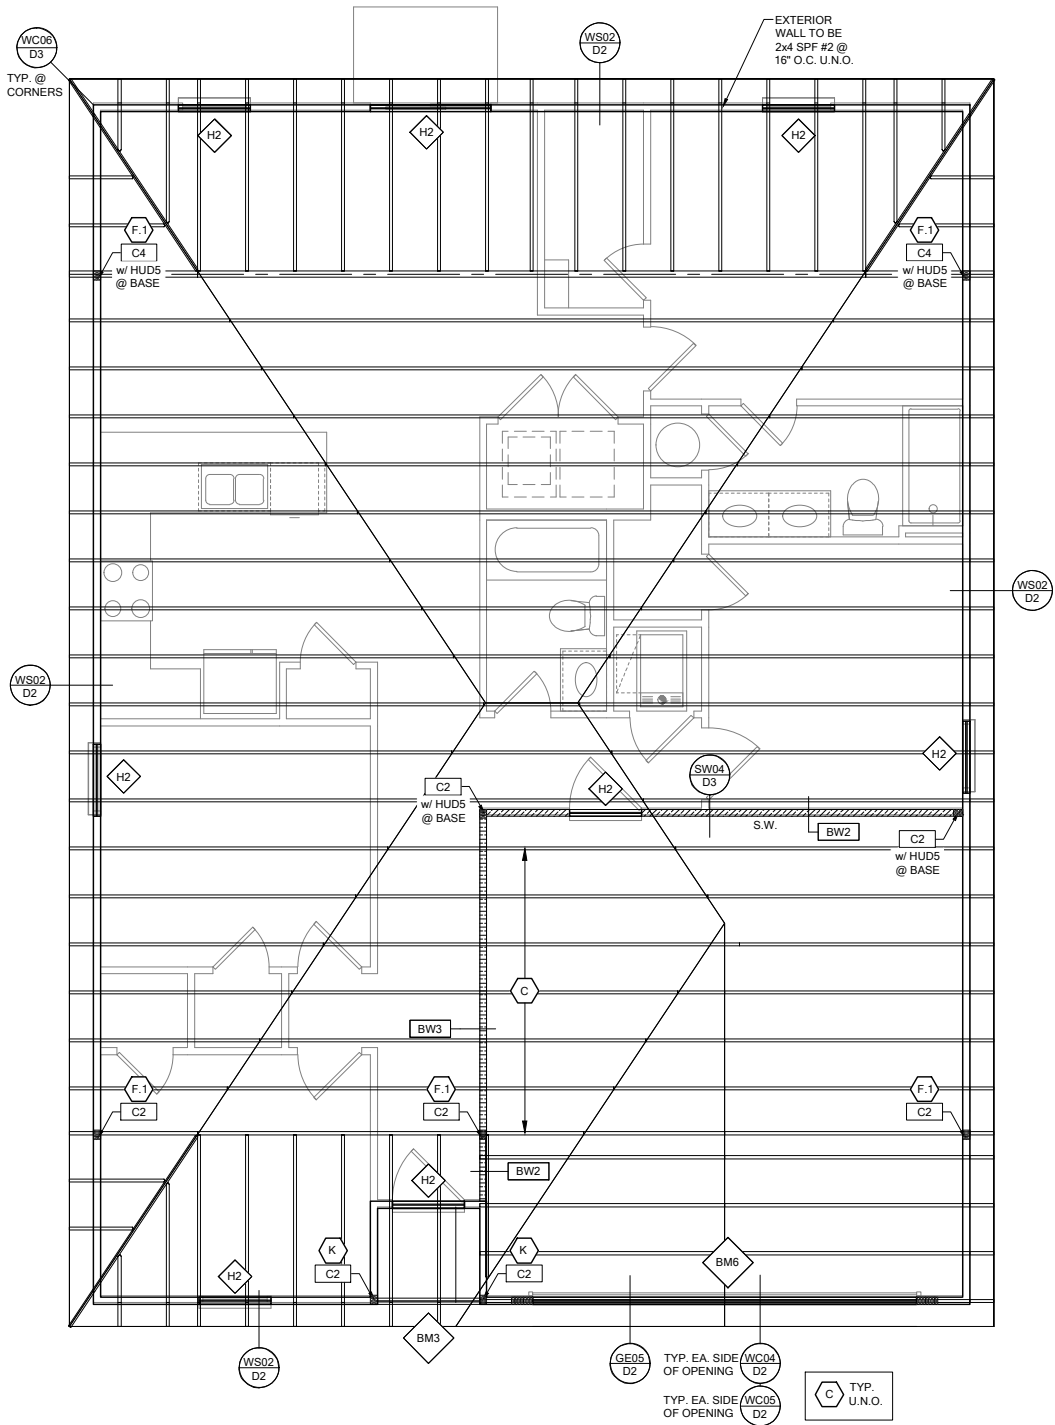 WC06
D3
TYP. @
CORNERS
WS02
D2
EXTERIOR
WALL TO BE
2x4 SPF #2 @
16" O.C. U.N.O.
H2
H2
H2
F.1
C4
w/ HUD5
@ BASE
F.1
C4
w/ HUD5
@ BASE
WS02
D2
WS02
D2
H2
H2
C2
w/ HUD5
@ BASE
H2
SW04
D3
S.W.
BW2
C2
w/ HUD5
@ BASE
C
BW3
F.1
C2
F.1
C2
F.1
C2
H2
BW2
K
C2
K
C2
H2
BM6
BM3
WS02
D2
GE05
D2
TYP. EA. SIDE
OF OPENING
WC04
D2
TYP. EA. SIDE
OF OPENING
WC05
D2
C
TYP.
U.N.O.